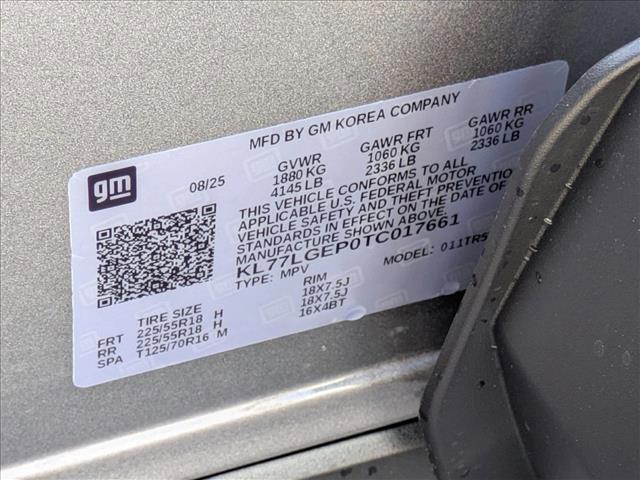 gm
08/25
MFD BY GM KOREA COMPANY
GVWR GAWR FRT GAWR RR
1880 KG 1060 KG 1060 KG
4145 LB 2336 LB 2336 LB
THIS VEHICLE CONFORMS TO ALL
APPLICABLE U.S. FEDERAL MOTOR
VEHICLE SAFETY AND THEFT PREVENTIO
STANDARDS IN EFFECT ON THE DATE OF
MANUFACTURE SHOWN ABOVE.
KL77LGEP0TC017661
TYPE: MPV MODEL: 011TR5
TIRE SIZE RIM
FRT 225/55R18 H 18X7.5J
RR 225/55R18 H 18X7.5J
SPA T125/70R16 M 16X4BT